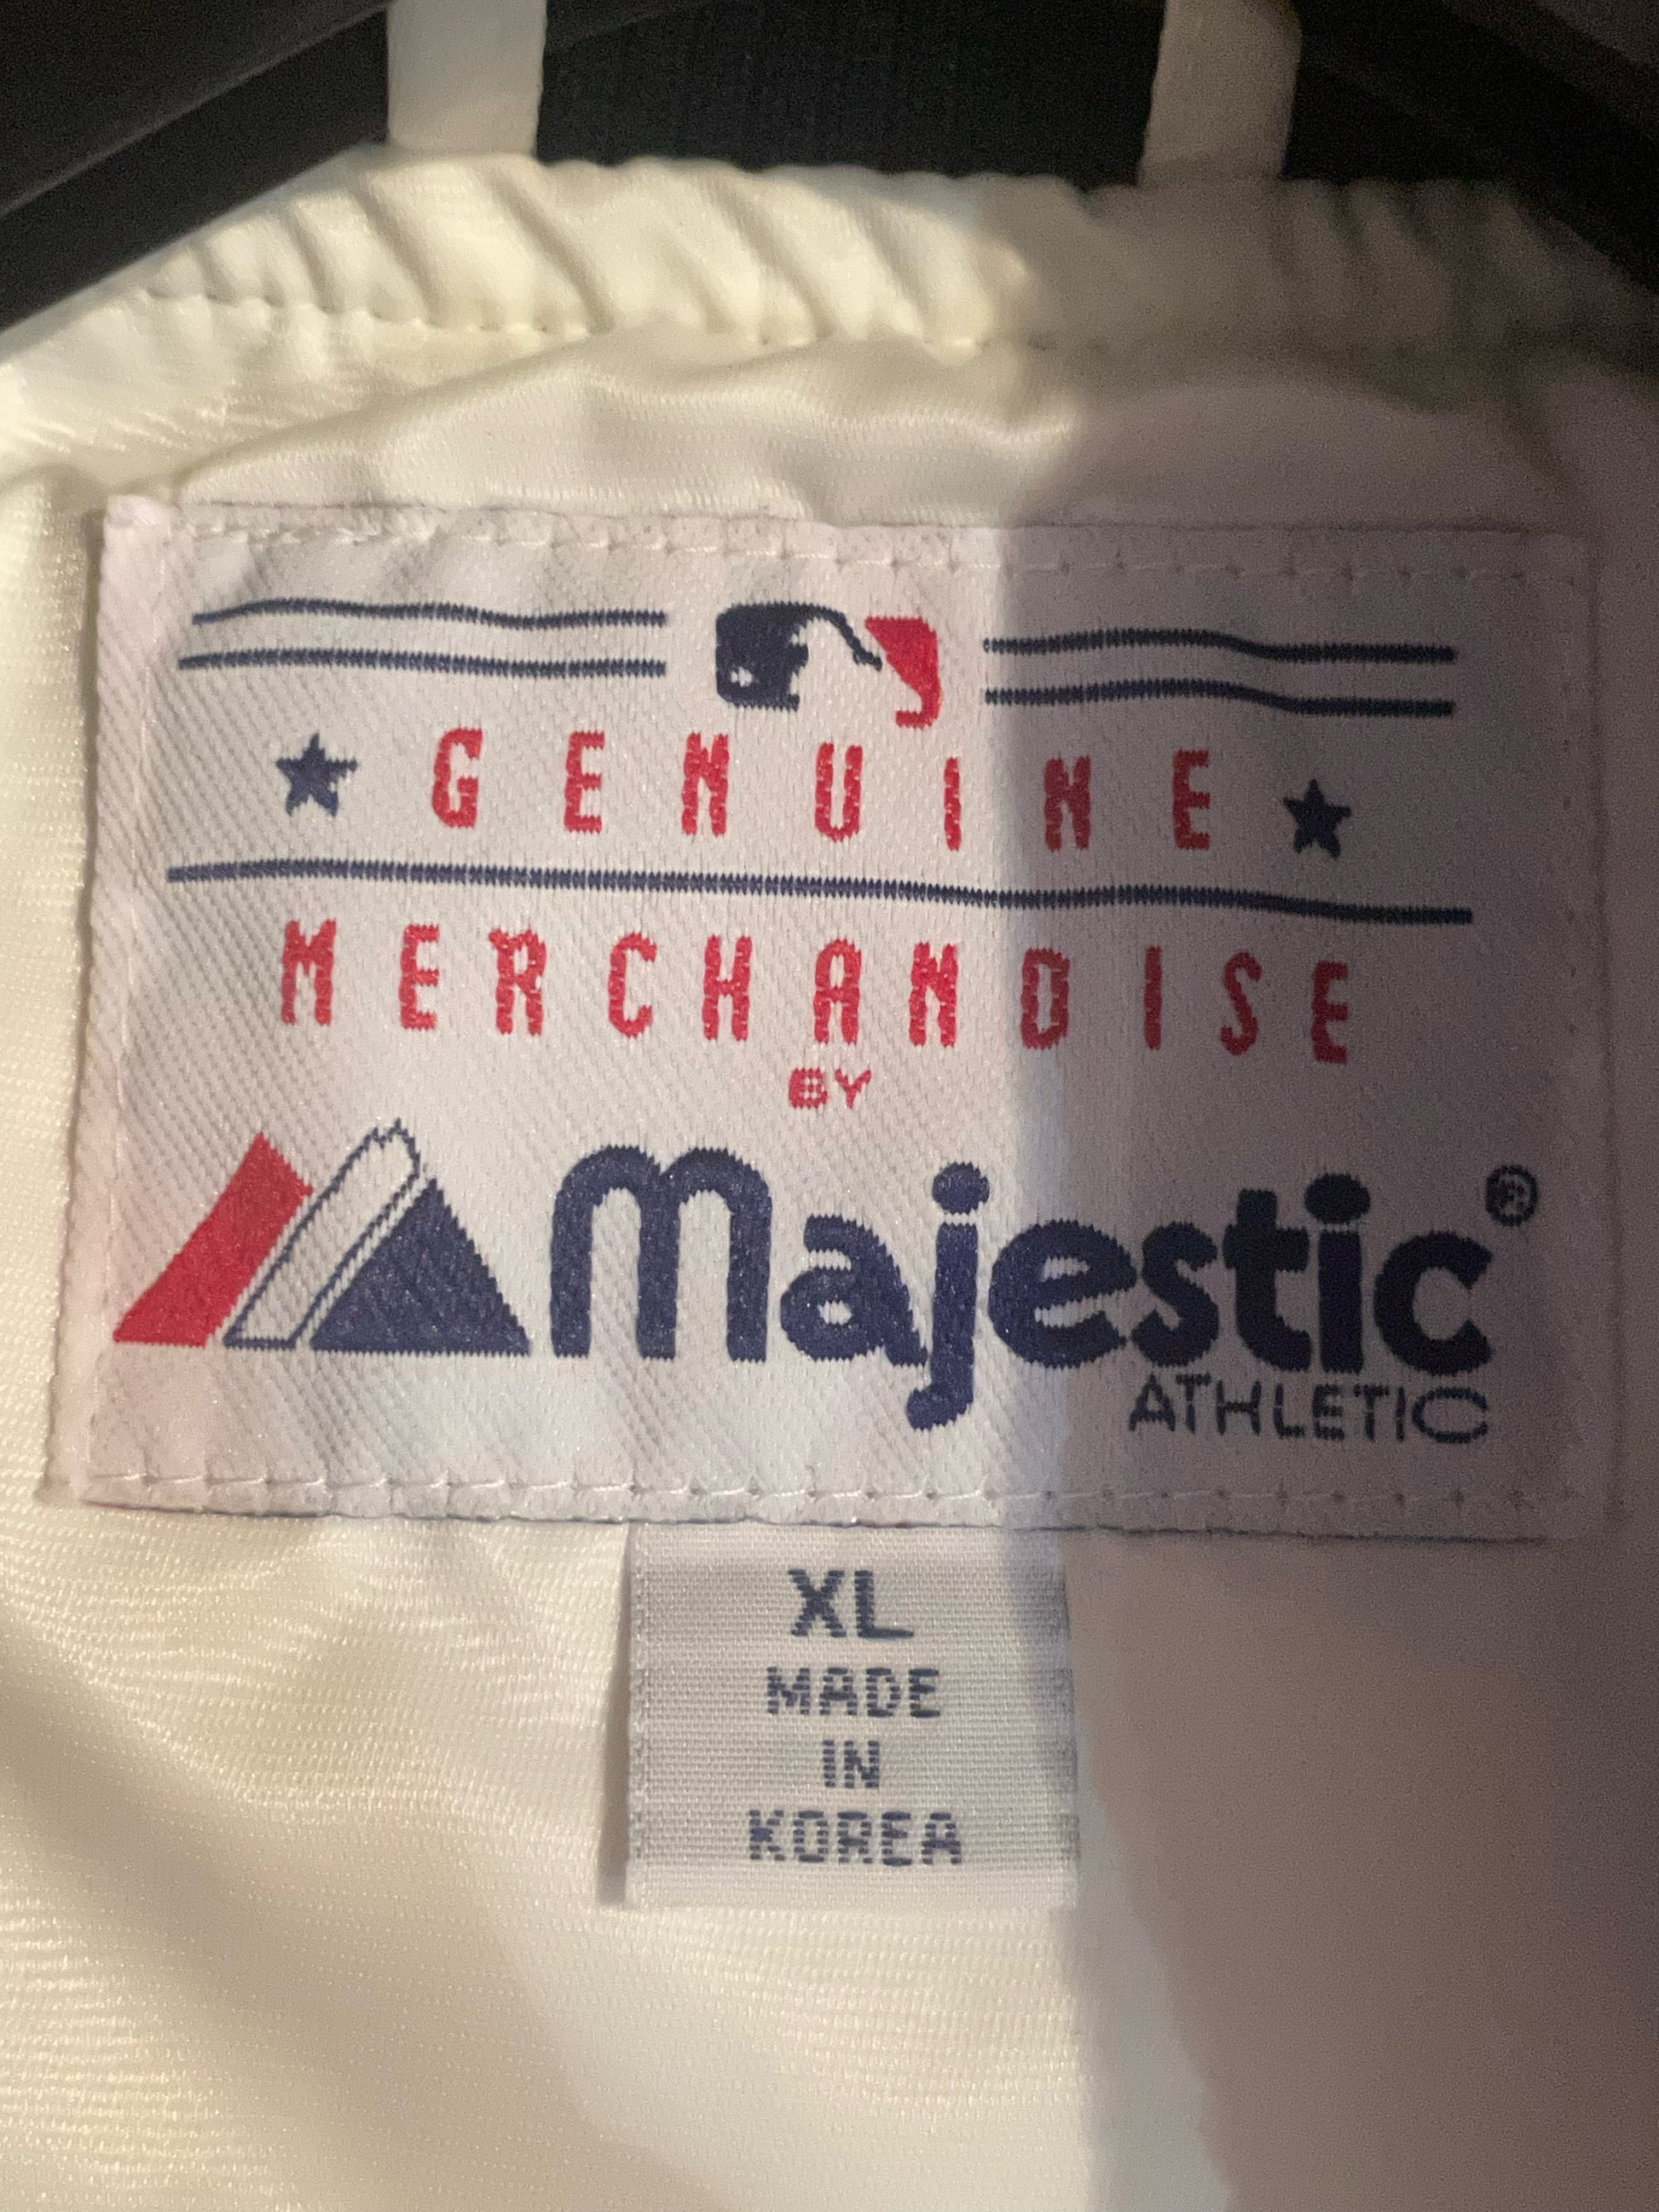 ★ GENUINE ★
MERCHANDISE
BY
Majestic®
ATHLETIC
XL
MADE
IN
KOREA